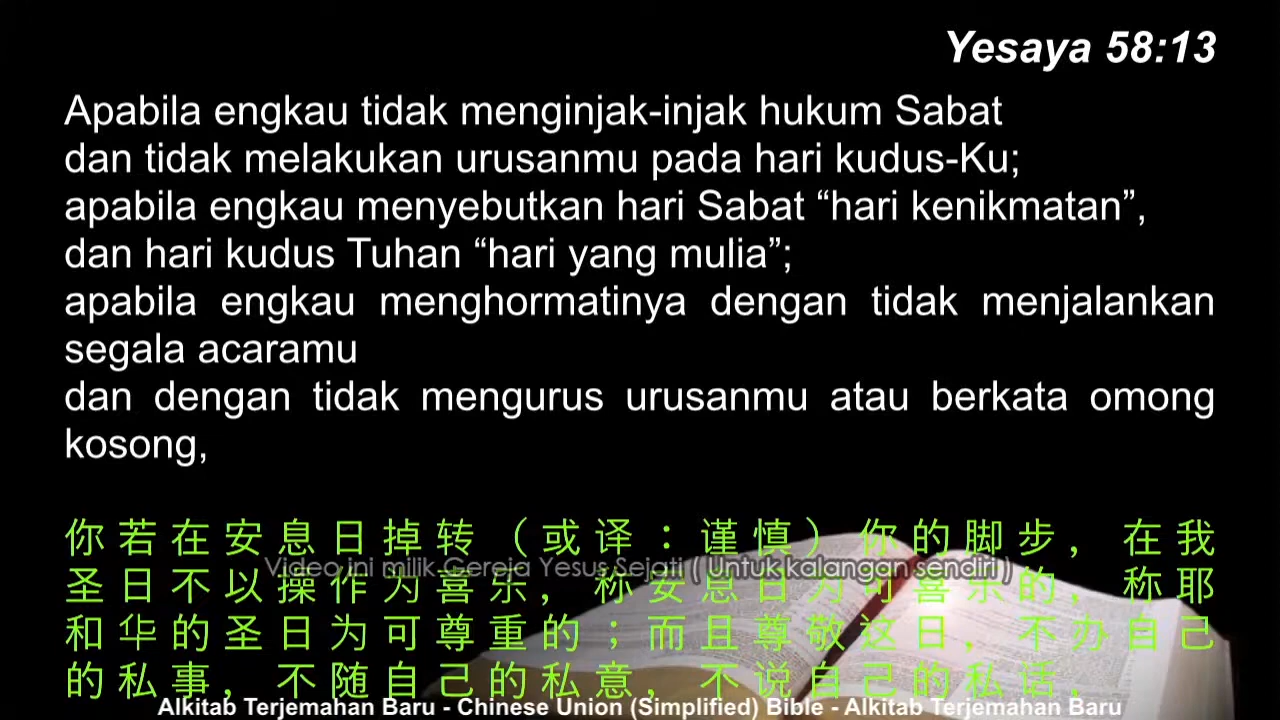 Yesaya 58:13
Apabila engkau tidak menginjak-injak hukum Sabat
dan tidak melakukan urusanmu pada hari kudus-Ku;
apabila engkau menyebutkan hari Sabat “hari kenikmatan”,
dan hari kudus Tuhan “hari yang mulia”;
apabila engkau menghormatinya dengan tidak menjalankan
segala acaramu
dan dengan tidak mengurus urusanmu atau berkata omong
kosong,
你若在安息日掉转（或译：谨慎）你的脚步，在我
Video ini milik Gereja Yesus Sejati ( Untuk kalangan sendiri )
圣日不以操作为喜乐，称安息日为可喜乐的，称耶
和华的圣日为可尊重的；而且尊敬这日，不办自己
的私事，不随自己的私意，不说自己的私话，
Alkitab Terjemahan Baru - Chinese Union (Simplified) Bible - Alkitab Terjemahan Baru